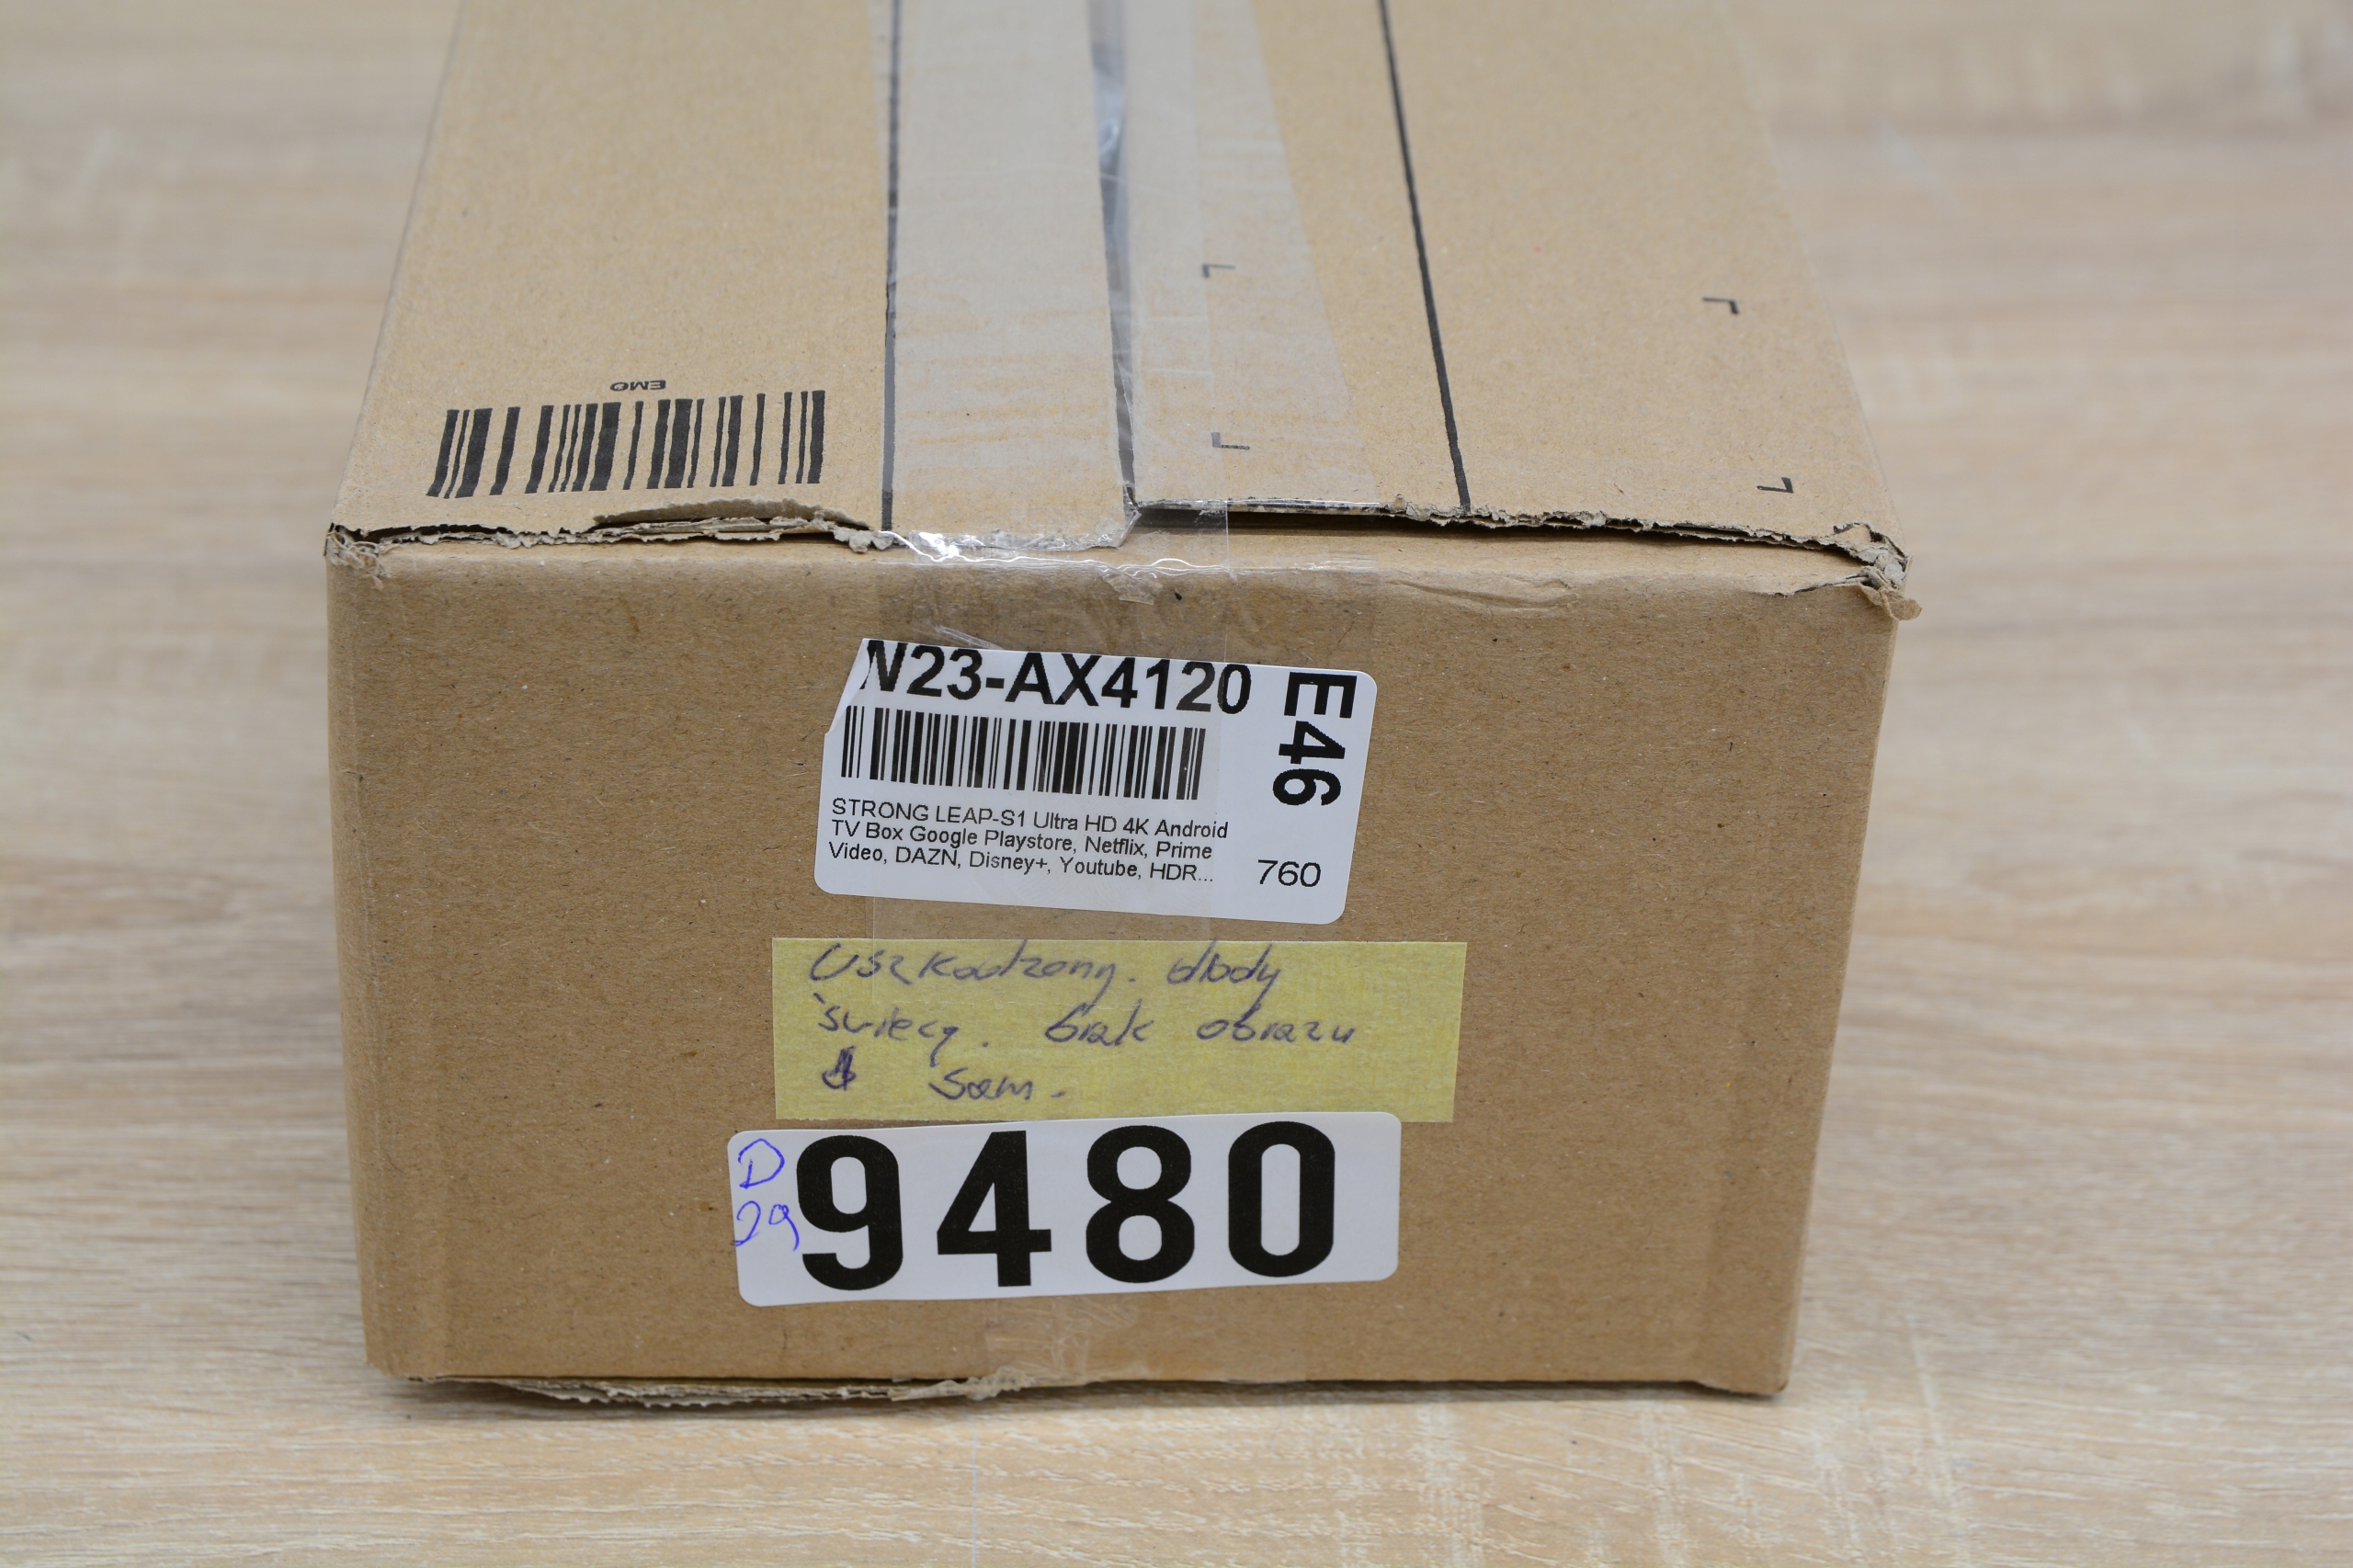 EMO
N23-AX4120
E46
STRONG LEAP-S1 Ultra HD 4K Android
TV Box Google Playstore, Netflix, Prime
Video, DAZN, Disney+, Youtube, HDR...
760
Uszkodzony. diody
świecą. brak obrazu
Sam.
D
29
9480